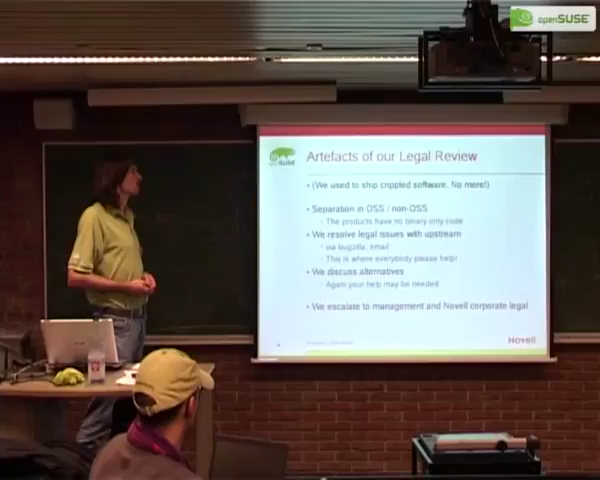 openSUSE
Artefacts of our Legal Review
SUSE
• (We used to ship crippled software. No more!)
• Separation in OSS / non-OSS
- The products have no binary only-code
• We resolve legal issues with upstream
- via bugzilla, email
- This is where everybody please help!
• We discuss alternatives
- Again your help may be needed
• We escalate to management and Novell corporate legal
Novell